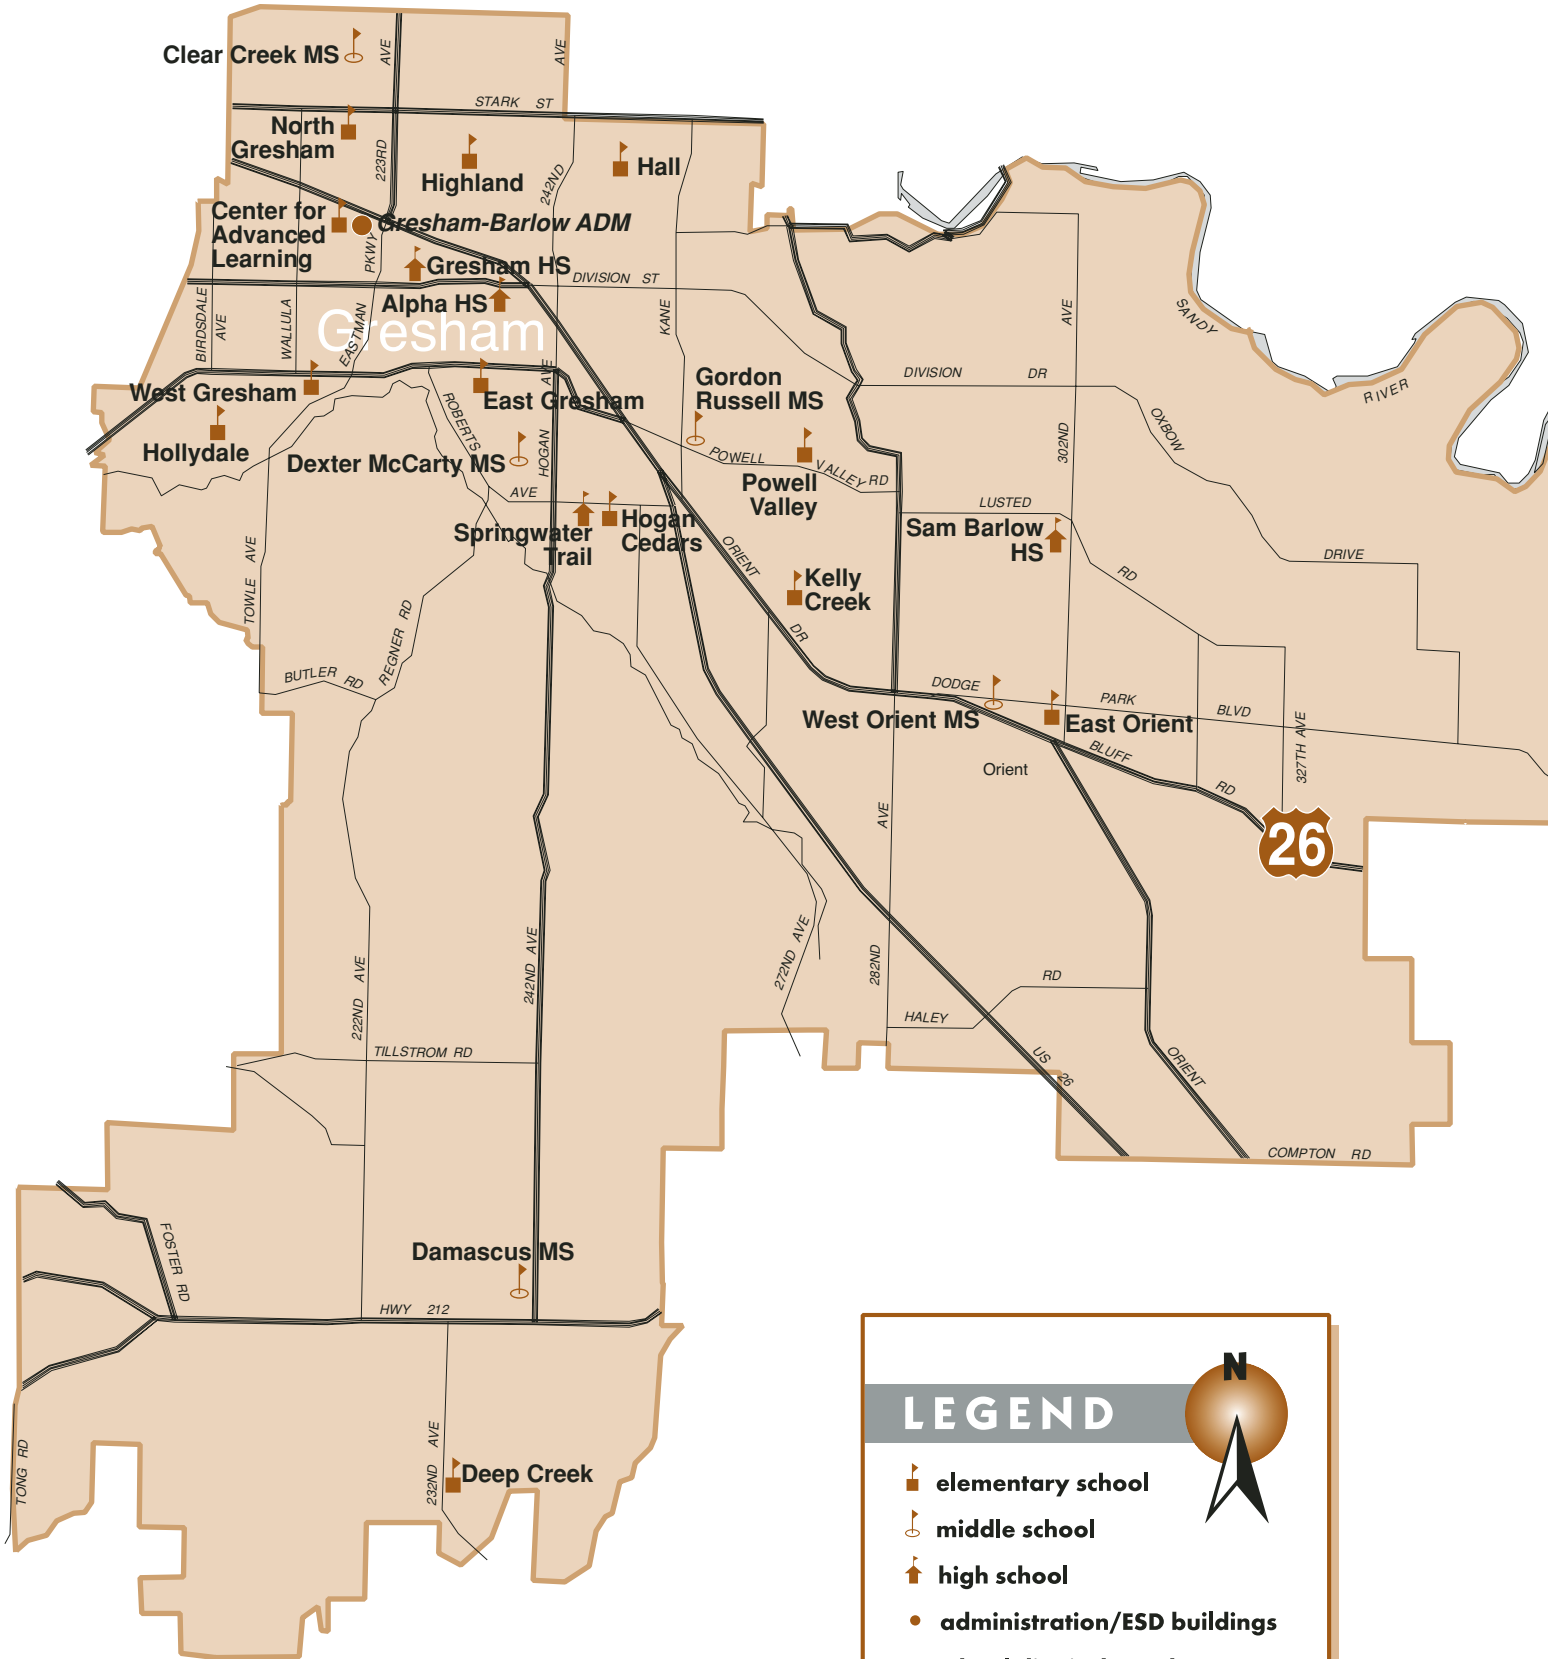 Clear Creek MS
AVE
AVE
STARK ST
North
Gresham
223RD
Highland
242ND
Hall
Center for
Advanced
Learning
Gresham-Barlow ADM
PKWY
Gresham HS
DIVISION ST
Alpha HS
Gresham
BIRDSDALE
AVE
WALLULA
EASTMAN
KANE
AVE
SANDY
RIVER
West Gresham
East Gresham
AVE
ROBERTS
HOGAN
Gordon
Russell MS
DIVISION DR
OXBOW
302ND
Hollydale
Dexter McCarty MS
POWELL
VALLEY RD
Powell
Valley
AVE
LUSTED
Springwater
Trail
Hogan
Cedars
Sam Barlow
HS
ORIENT
DRIVE
RD
TOWLE AVE
Kelly
Creek
REGNER RD
DR
BUTLER RD
DODGE
PARK
BLVD
West Orient MS
East Orient
BLUFF
327TH AVE
Orient
RD
AVE
26
272ND AVE
282ND
242ND AVE
222ND AVE
RD
HALEY
TILLSTROM RD
US 26
ORIENT
COMPTON RD
FOSTER RD
Damascus MS
HWY 212
TONG RD
232ND AVE
Deep Creek
N
LEGEND
elementary school
middle school
high school
administration/ESD buildings